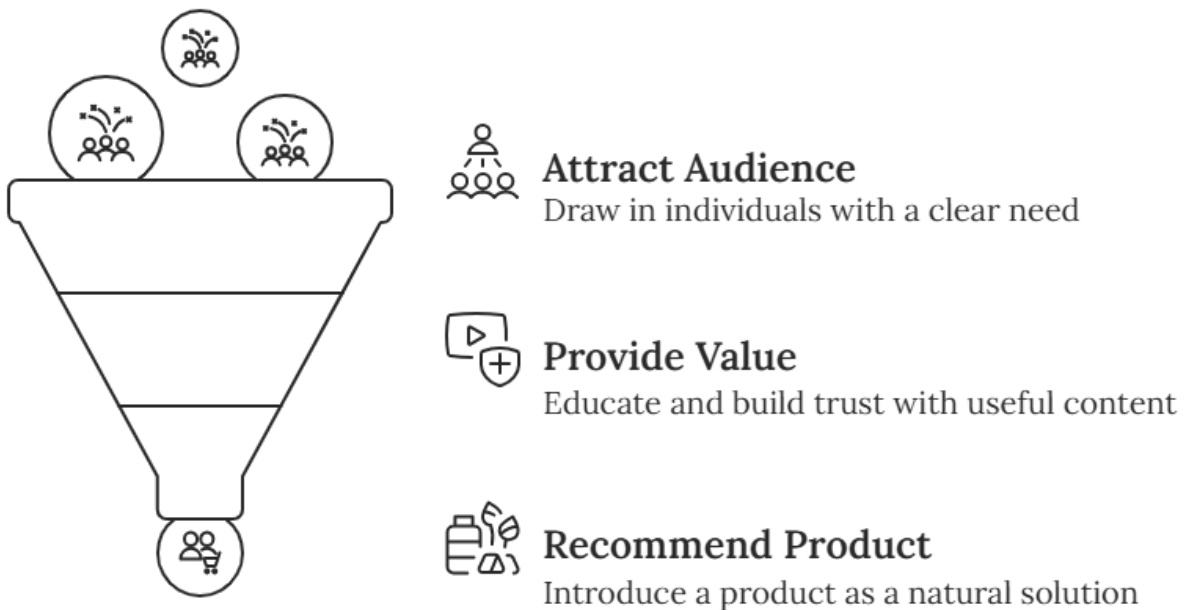 Attract Audience
Draw in individuals with a clear need
Provide Value
Educate and build trust with useful content
Recommend Product
Introduce a product as a natural solution